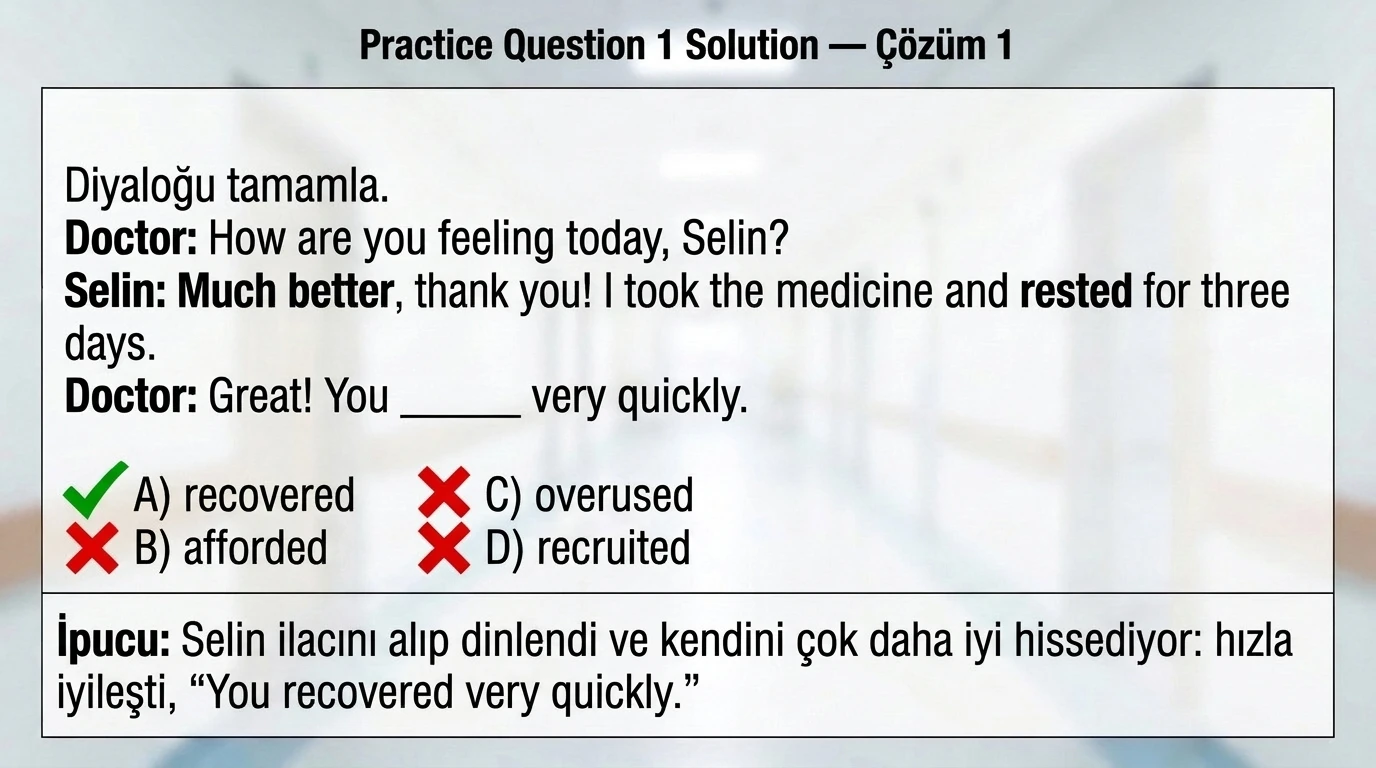 Practice Question 1 Solution — Çözüm 1
Diyaloğu tamamla.
Doctor: How are you feeling today, Selin?
Selin: Much better, thank you! I took the medicine and rested for three
days.
Doctor: Great! You _____ very quickly.
A) recovered
B) afforded
C) overused
D) recruited
İpucu: Selin ilacını alıp dinlendi ve kendini çok daha iyi hissediyor: hızla
iyileşti, “You recovered very quickly.”